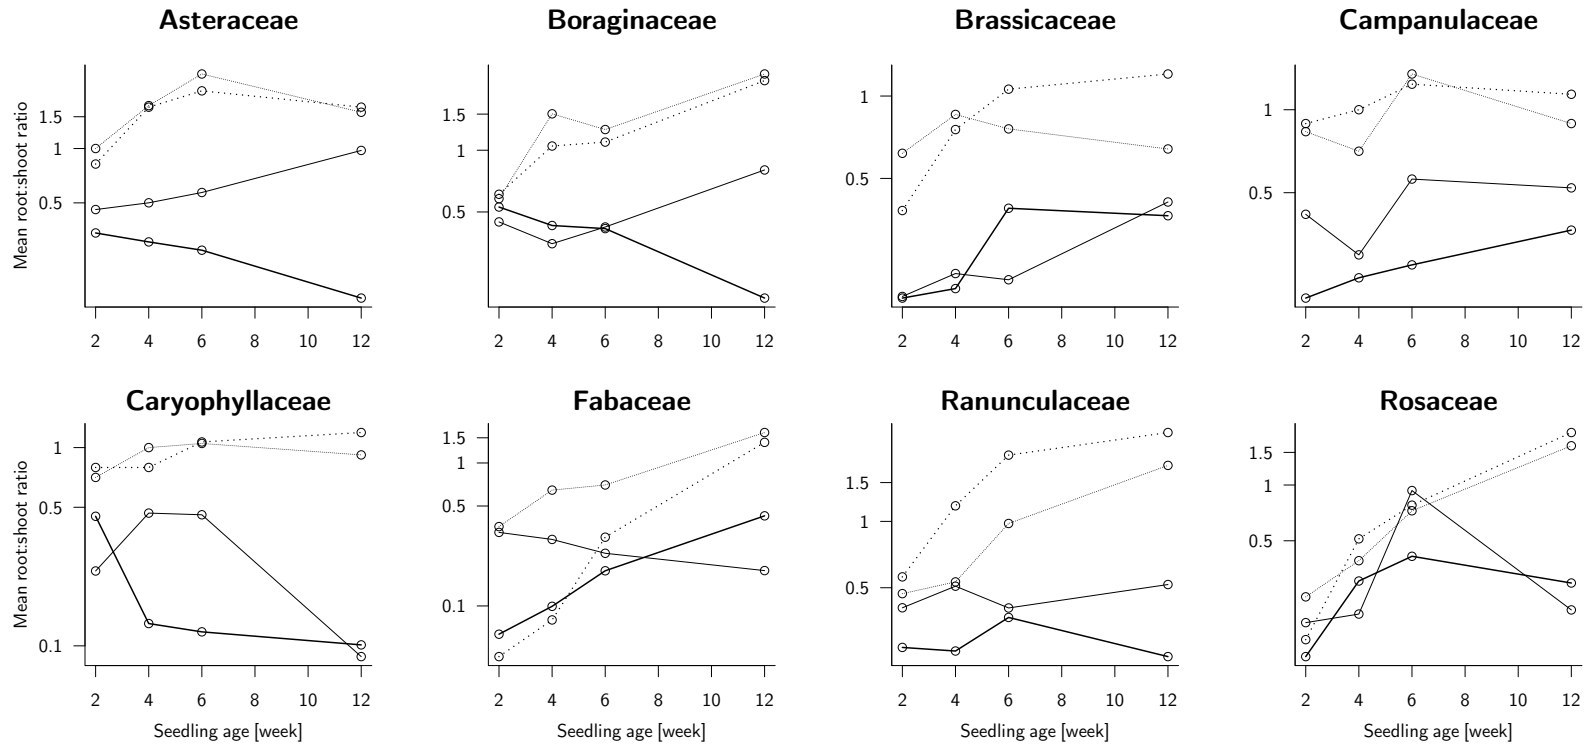 Asteraceae
Boraginaceae
Brassicaceae
Campanulaceae
Mean root:shoot ratio
1.5
1
0.5
1.5
1
0.5
1
0.5
1
0.5
2 4 6 8 10 12
2 4 6 8 10 12
2 4 6 8 10 12
2 4 6 8 10 12
Caryophyllaceae
Fabaceae
Ranunculaceae
Rosaceae
Mean root:shoot ratio
1
0.5
0.1
1.5
1
0.5
0.1
1.5
1
0.5
1.5
1
0.5
2 4 6 8 10 12
2 4 6 8 10 12
2 4 6 8 10 12
2 4 6 8 10 12
Seedling age [week]
Seedling age [week]
Seedling age [week]
Seedling age [week]